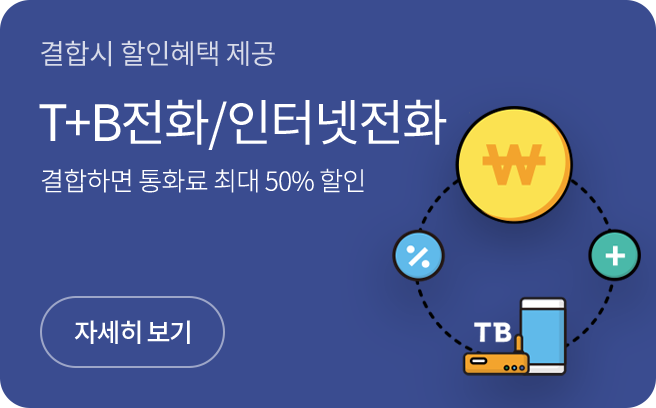 결합시 할인혜택 제공
T+B전화/인터넷전화
결합하면 통화료 최대 50% 할인
₩
%
+
TB
자세히 보기